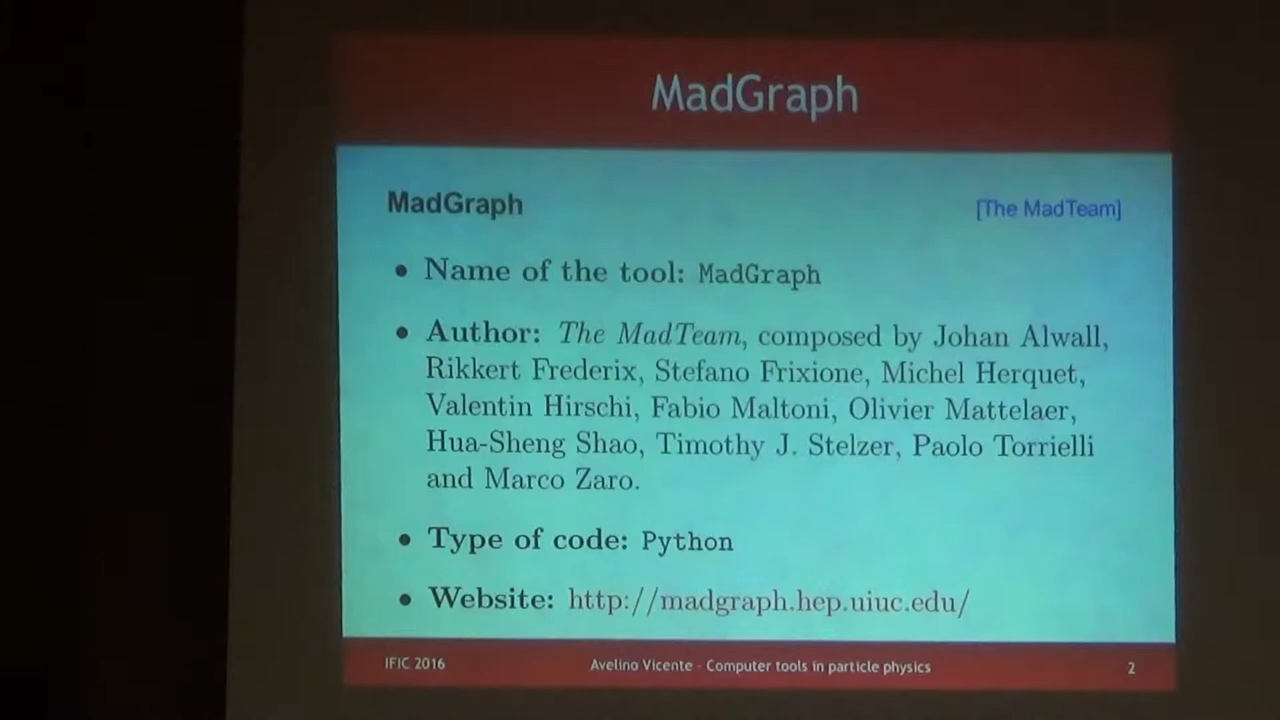 MadGraph
MadGraph [The MadTeam]
• Name of the tool: MadGraph
• Author: The MadTeam, composed by Johan Alwall,
Rikkert Frederix, Stefano Frixione, Michel Herquet,
Valentin Hirschi, Fabio Maltoni, Olivier Mattelaer,
Hua-Sheng Shao, Timothy J. Stelzer, Paolo Torrielli
and Marco Zaro.
• Type of code: Python
• Website: http://madgraph.hep.uiuc.edu/
IFIC 2016 Avelino Vicente - Computer tools in particle physics 2